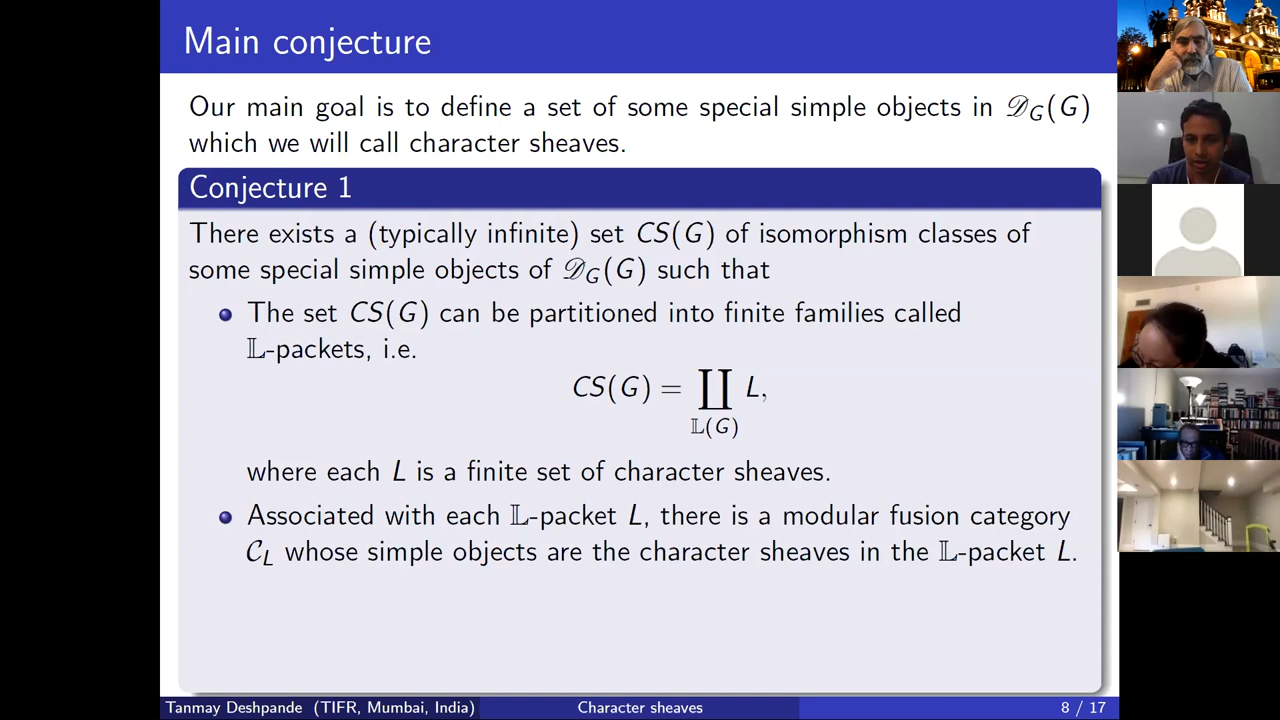 Main conjecture
Our main goal is to define a set of some special simple objects in 𝒟_G(G)
which we will call character sheaves.
Conjecture 1
There exists a (typically infinite) set CS(G) of isomorphism classes of
some special simple objects of 𝒟_G(G) such that
The set CS(G) can be partitioned into finite families called
𝕃-packets, i.e.
CS(G) = ∐ L,
𝕃(G)
where each L is a finite set of character sheaves.
Associated with each 𝕃-packet L, there is a modular fusion category
𝒞_L whose simple objects are the character sheaves in the 𝕃-packet L.
Tanmay Deshpande (TIFR, Mumbai, India) Character sheaves 8 / 17